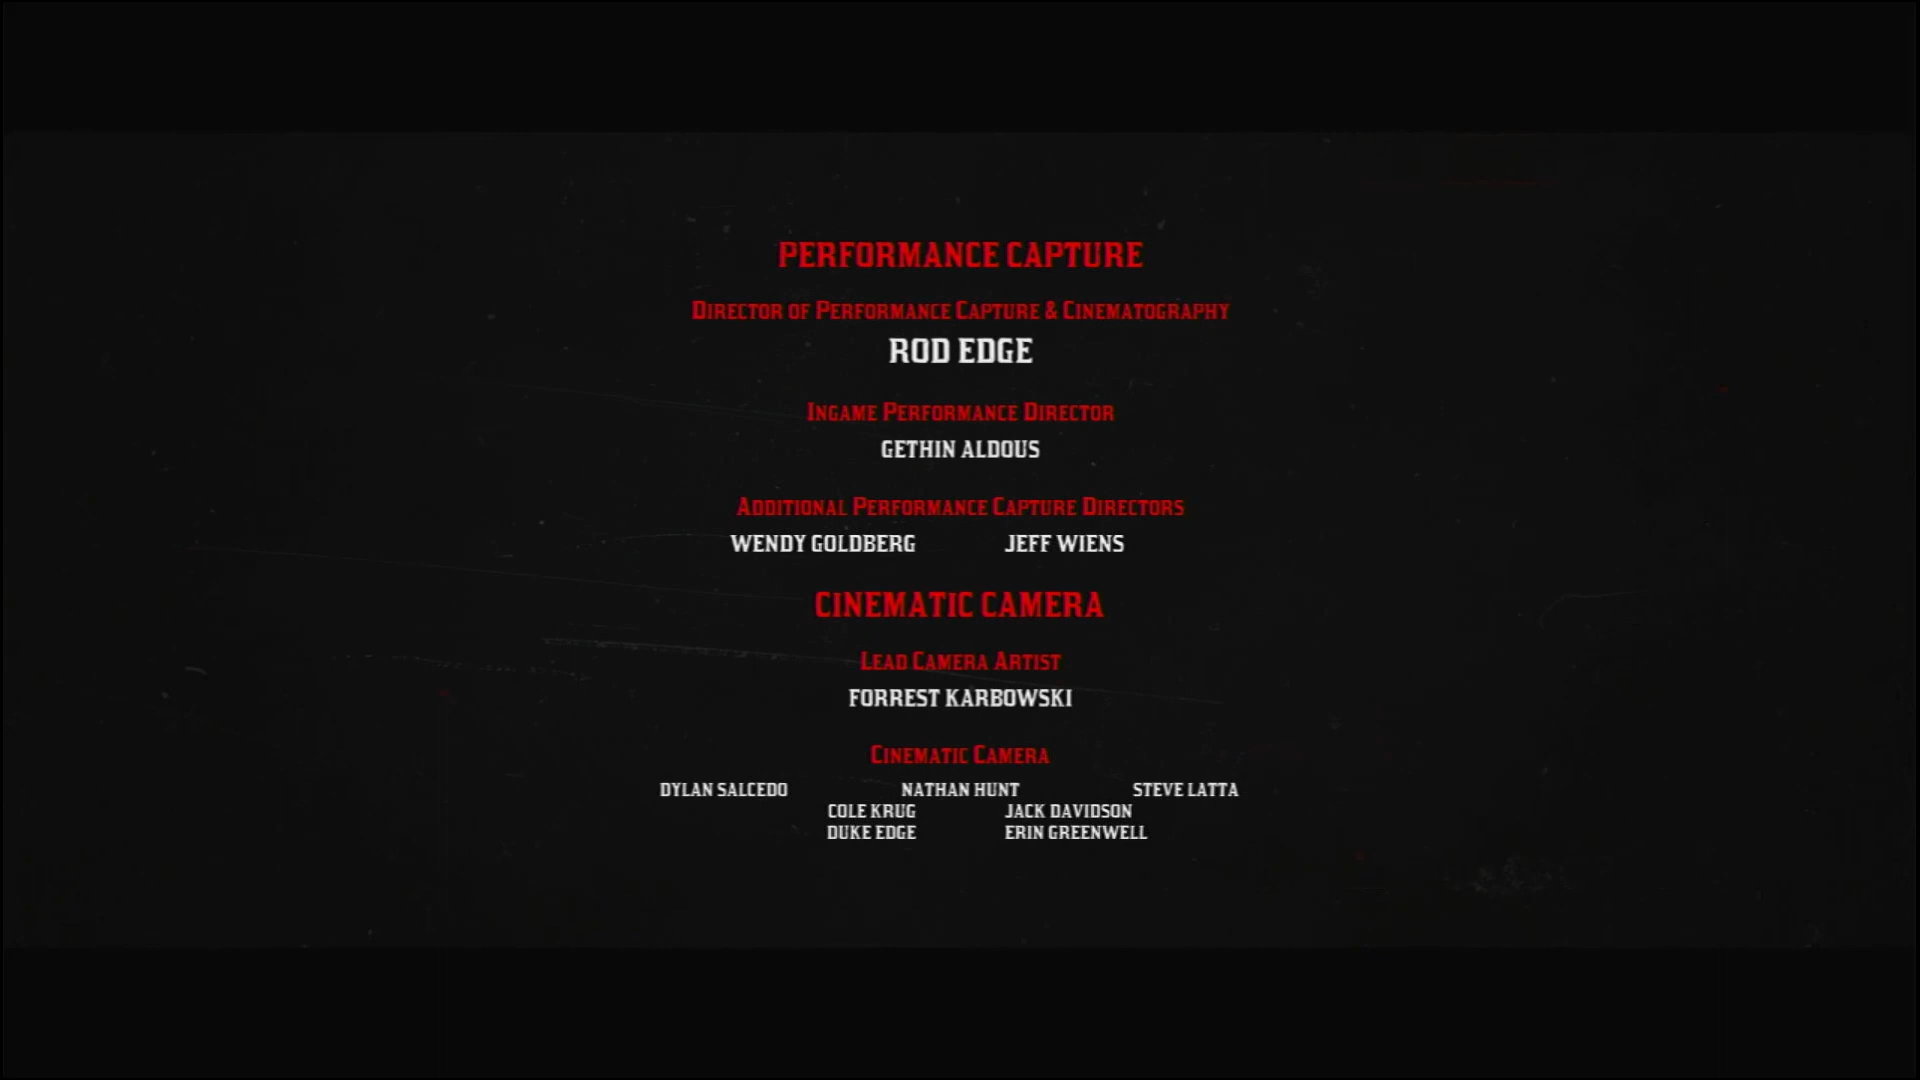 PERFORMANCE CAPTURE
DIRECTOR OF PERFORMANCE CAPTURE & CINEMATOGRAPHY
ROD EDGE
INGAME PERFORMANCE DIRECTOR
GETHIN ALDOUS
ADDITIONAL PERFORMANCE CAPTURE DIRECTORS
WENDY GOLDBERG JEFF WIENS
CINEMATIC CAMERA
LEAD CAMERA ARTIST
FORREST KARBOWSKI
CINEMATIC CAMERA
DYLAN SALCEDO NATHAN HUNT STEVE LATTA
COLE KRUG JACK DAVIDSON
DUKE EDGE ERIN GREENWELL